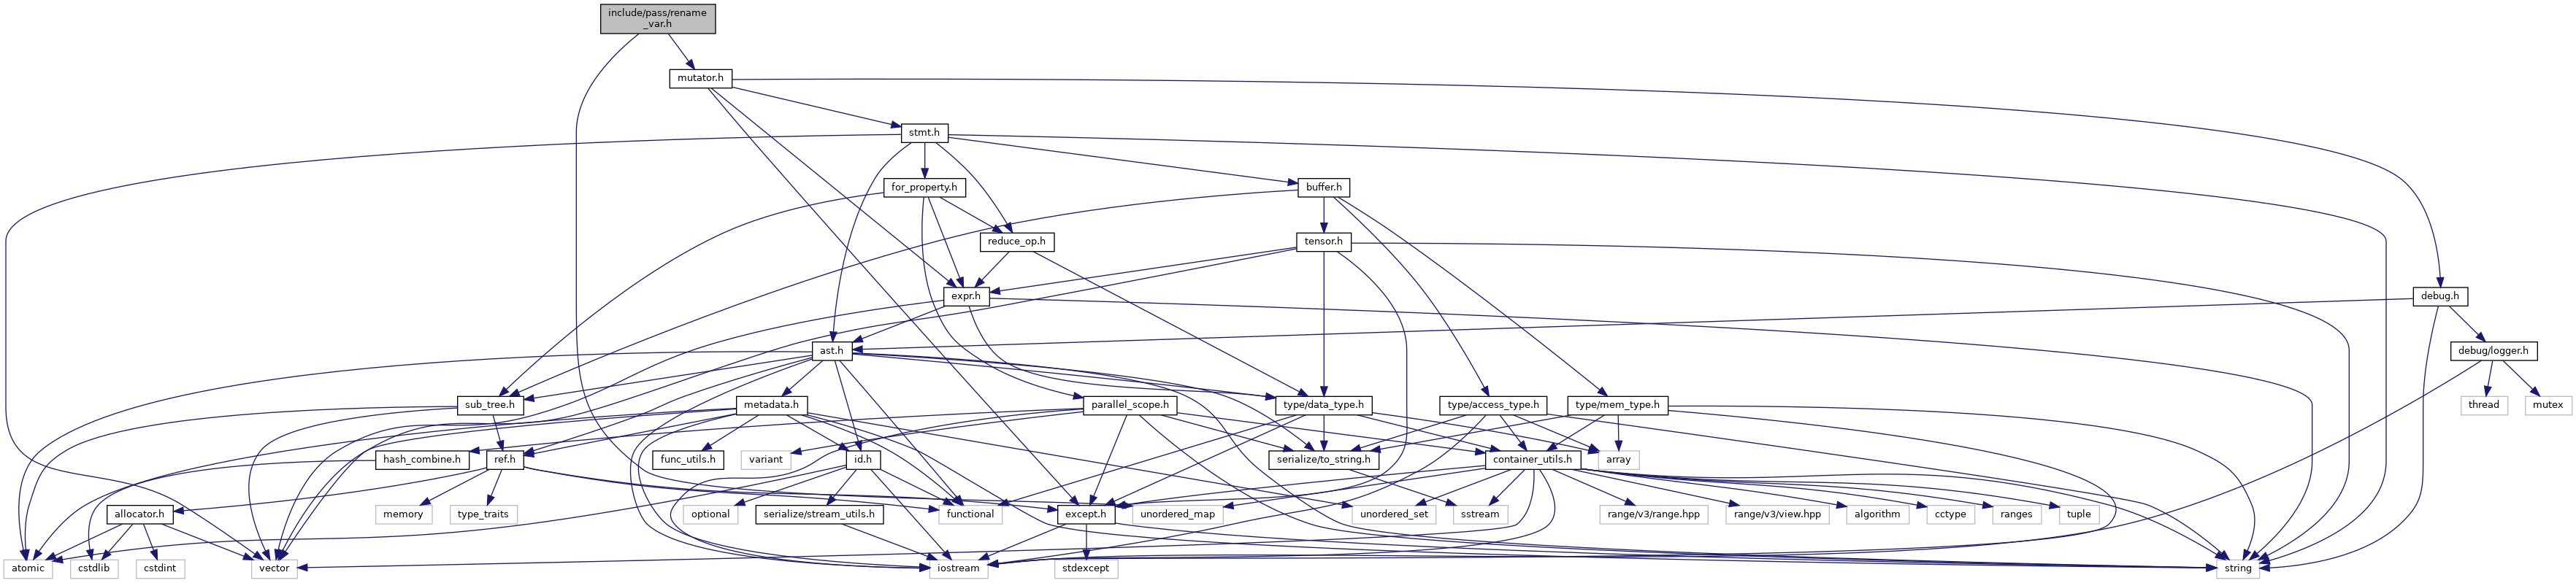 include/pass/rename
_var.h
mutator.h
stmt.h
for_property.h
buffer.h
reduce_op.h
tensor.h
expr.h
debug.h
ast.h
debug/logger.h
sub_tree.h
metadata.h
parallel_scope.h
type/data_type.h
type/access_type.h
type/mem_type.h
thread
mutex
hash_combine.h
ref.h
func_utils.h
variant
id.h
serialize/to_string.h
container_utils.h
array
allocator.h
memory
type_traits
optional
serialize/stream_utils.h
functional
except.h
unordered_map
unordered_set
sstream
range/v3/range.hpp
range/v3/view.hpp
algorithm
cctype
ranges
tuple
atomic
cstdlib
cstdint
vector
iostream
stdexcept
string